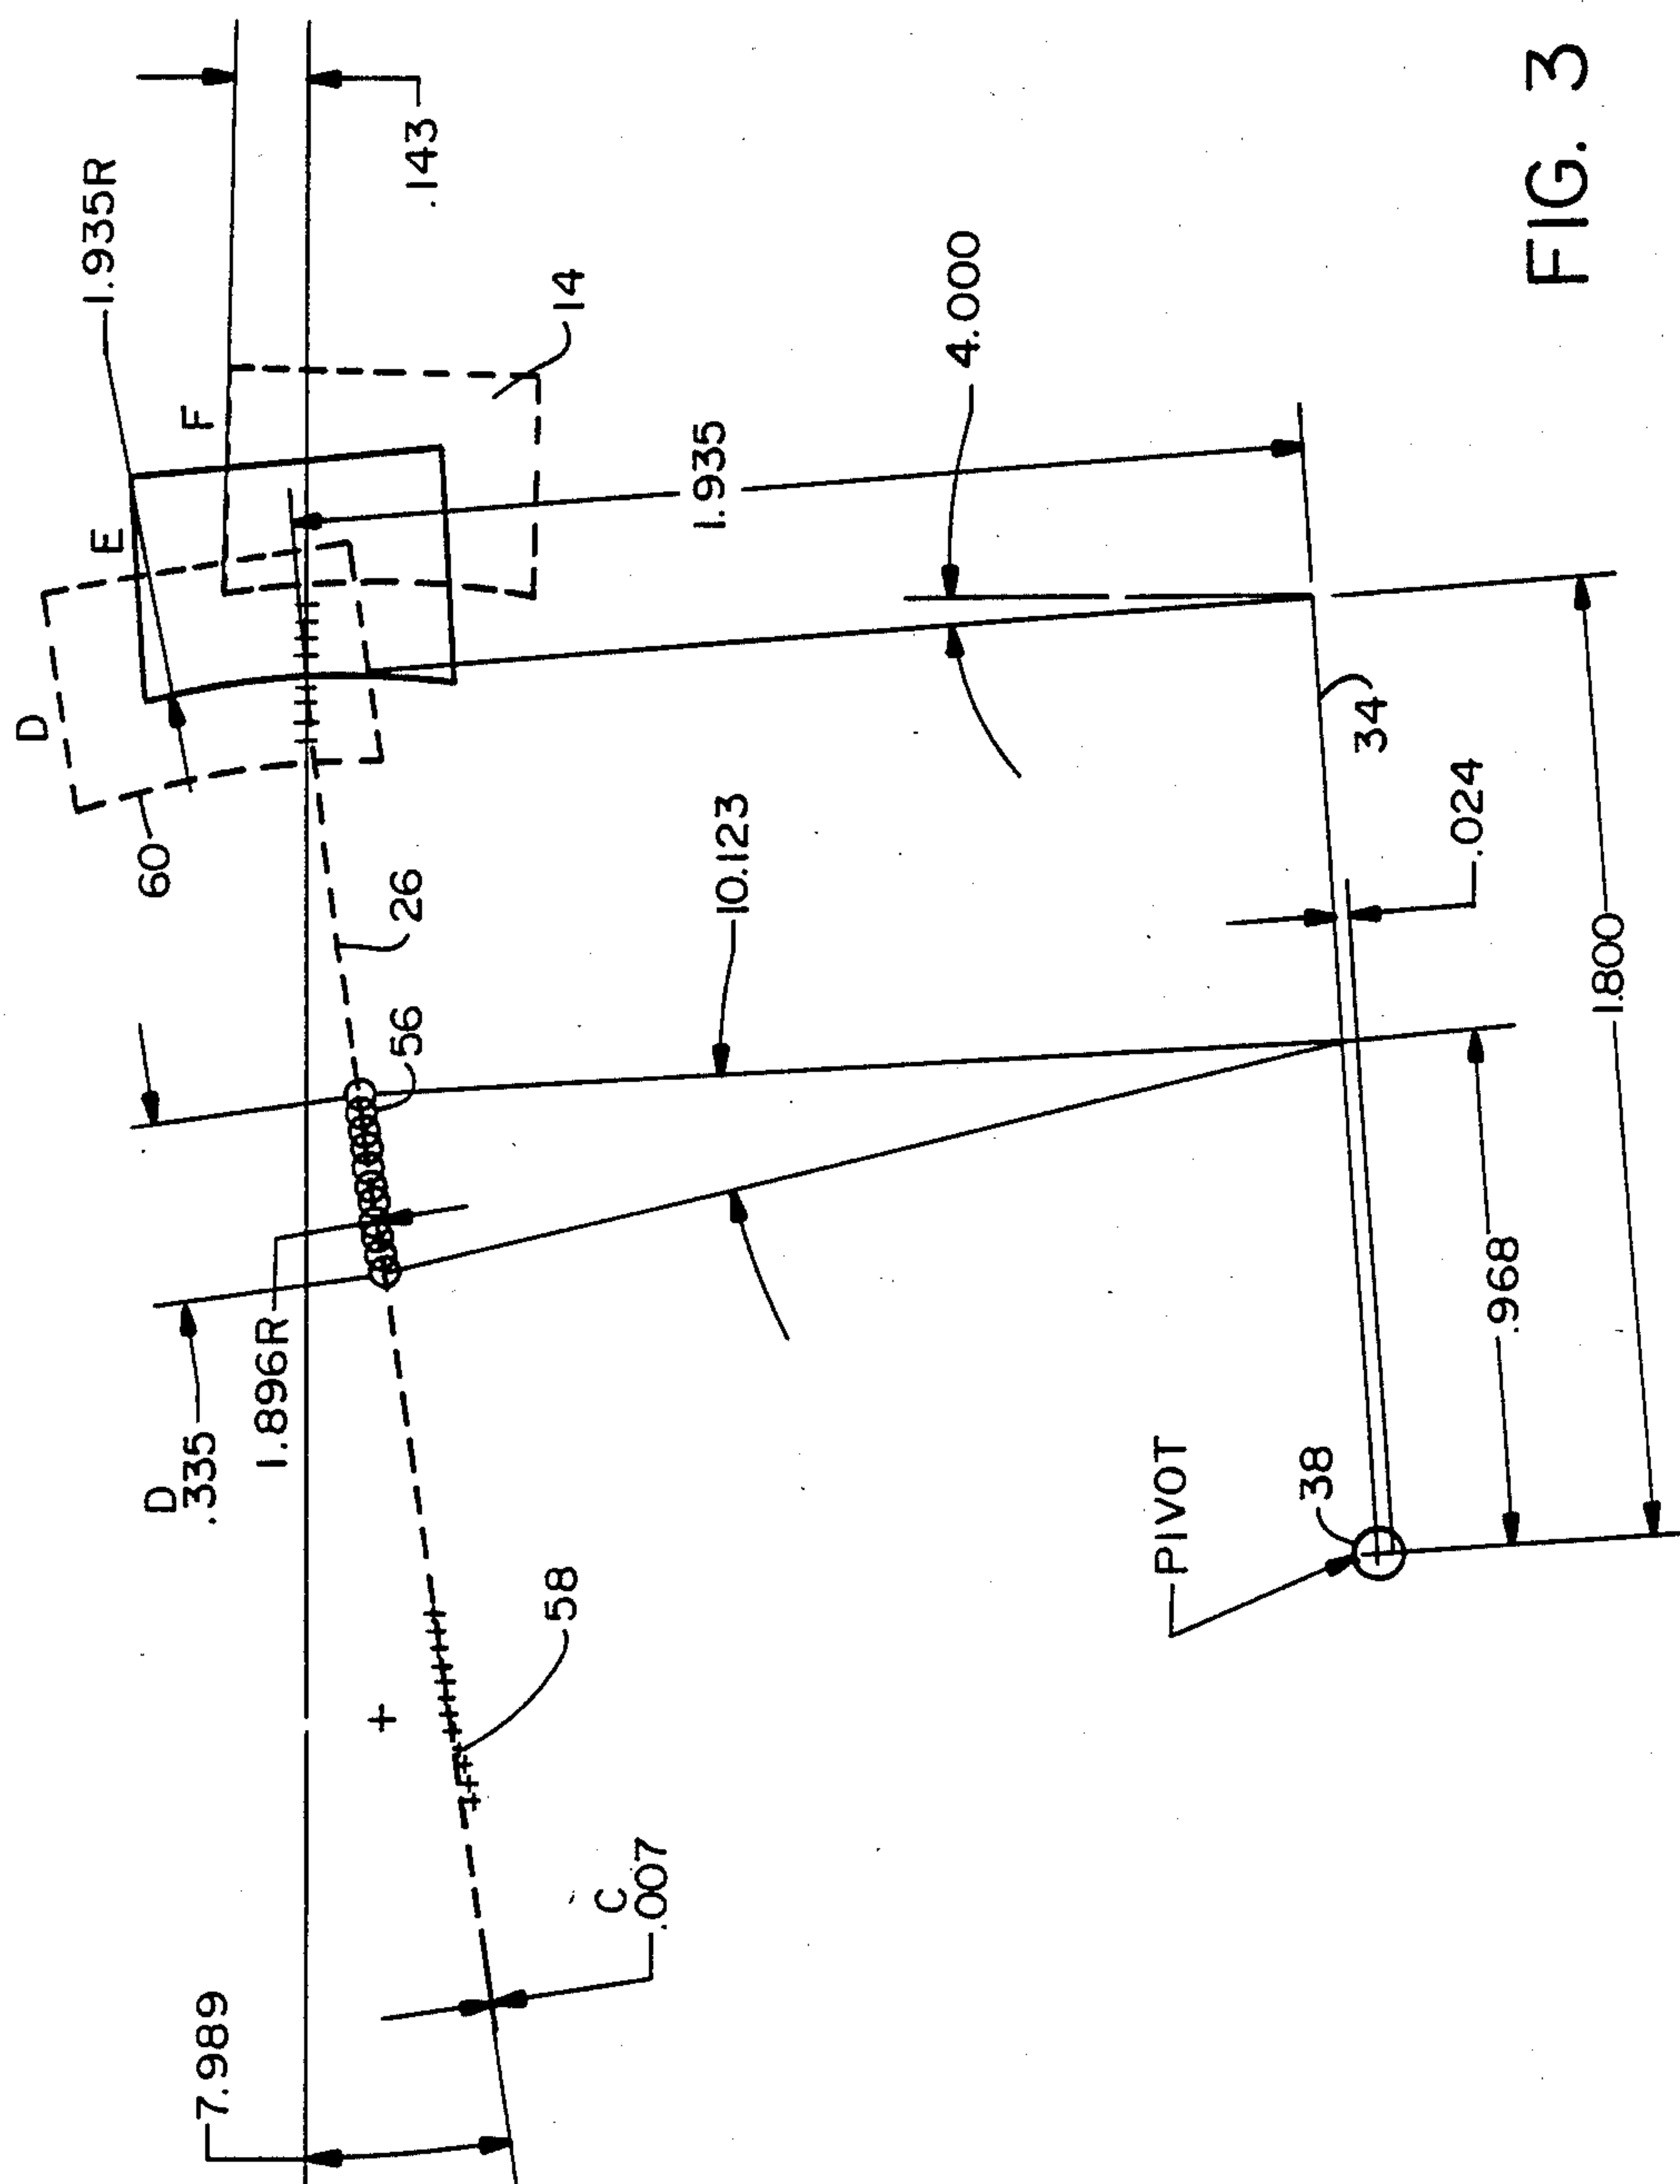 7.989
C
.007
58
D
.335
1.896R
56
26
10.123
60
D
E
F
1.935R
.143
14
1.935
4.000
34
.024
.968
1.800
PIVOT
38
FIG. 3